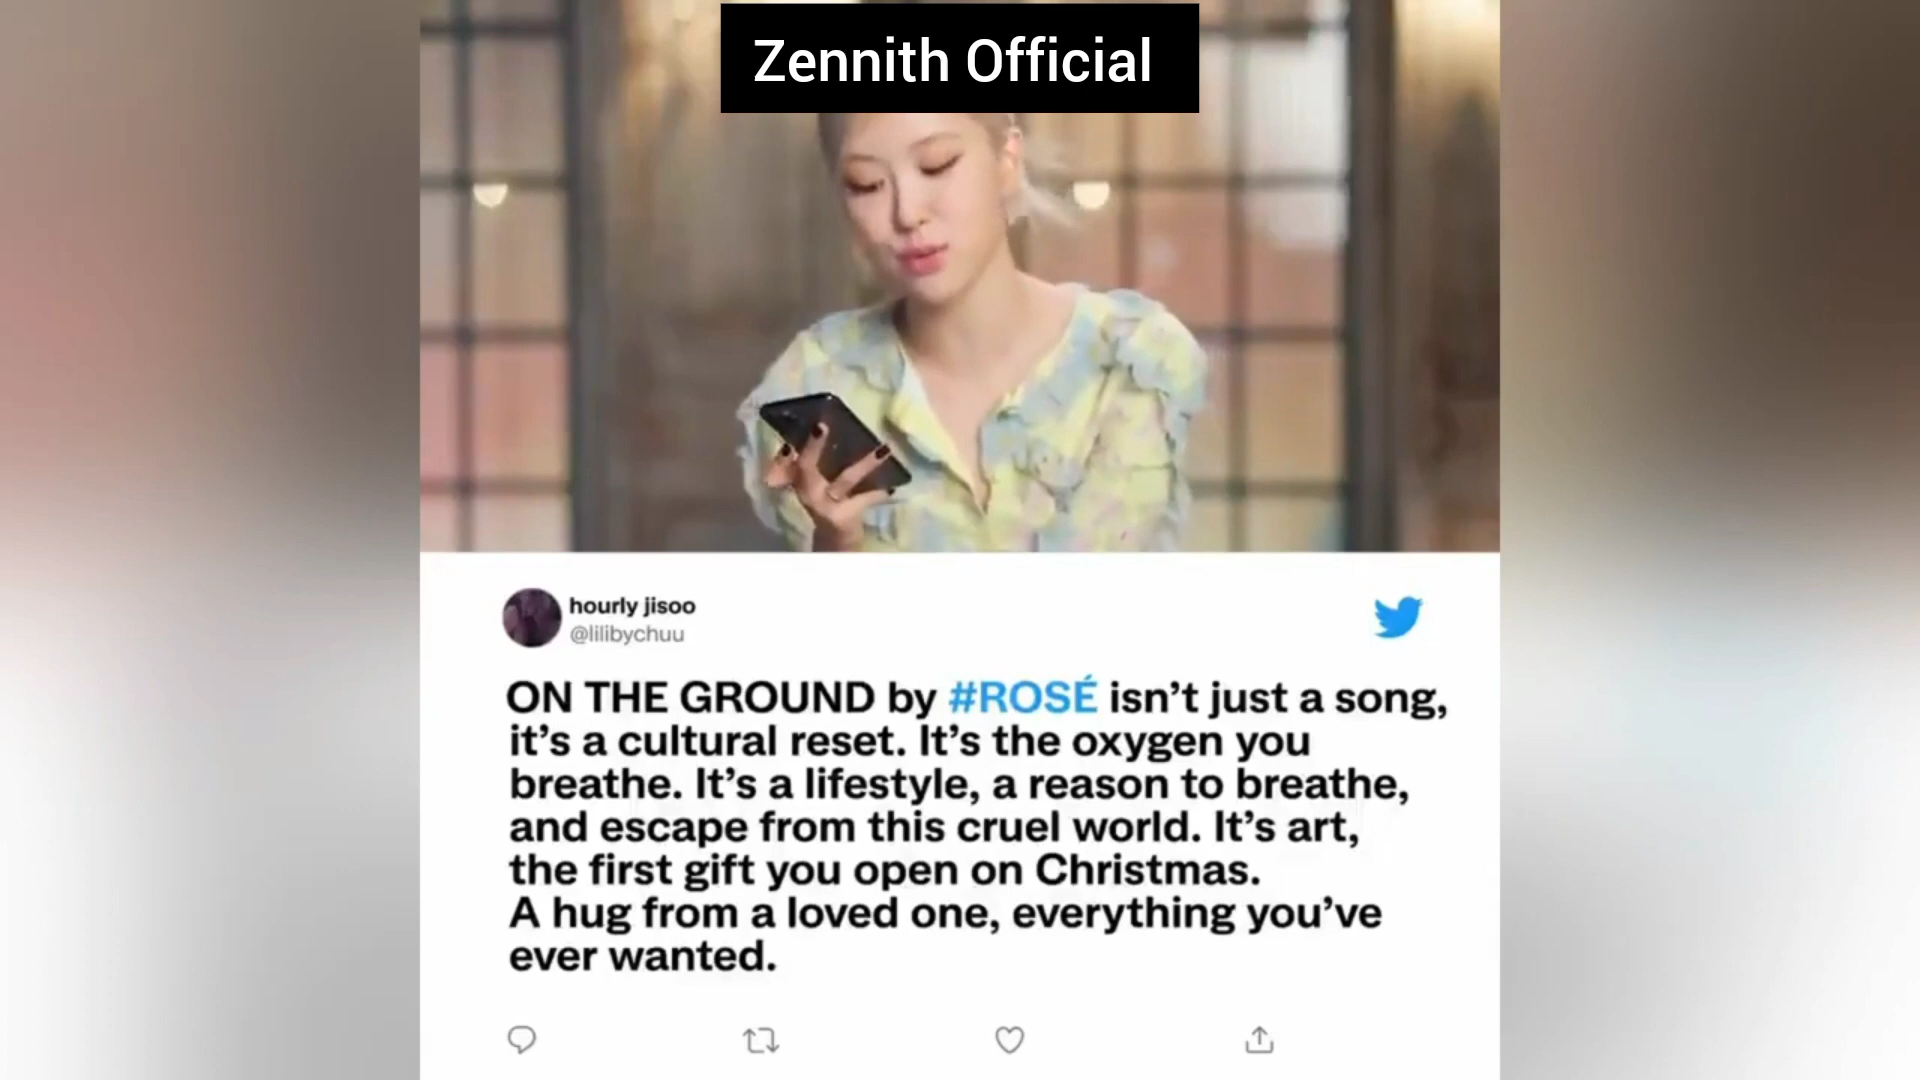 Zennith Official
hourly jisoo
@lilibychuu
ON THE GROUND by #ROSÉ isn’t just a song,
it’s a cultural reset. It’s the oxygen you
breathe. It’s a lifestyle, a reason to breathe,
and escape from this cruel world. It’s art,
the first gift you open on Christmas.
A hug from a loved one, everything you’ve
ever wanted.